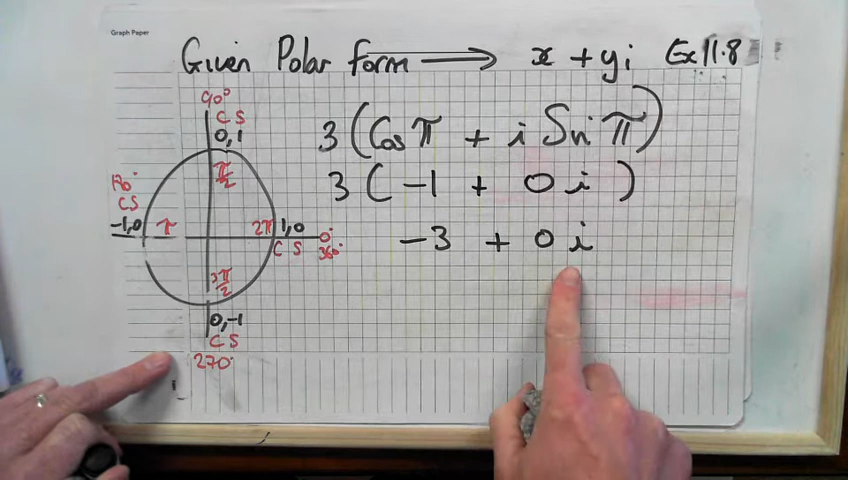 Graph Paper
Given Polar form → x + yi Ex 11.8
90°
C S
0,1
π/2
C S
-1,0
π
2π
1,0
C S
0°
360°
3π/2
0,-1
C S
270°
3(Cos π + i Sin π)
3(-1 + 0i)
-3 + 0i